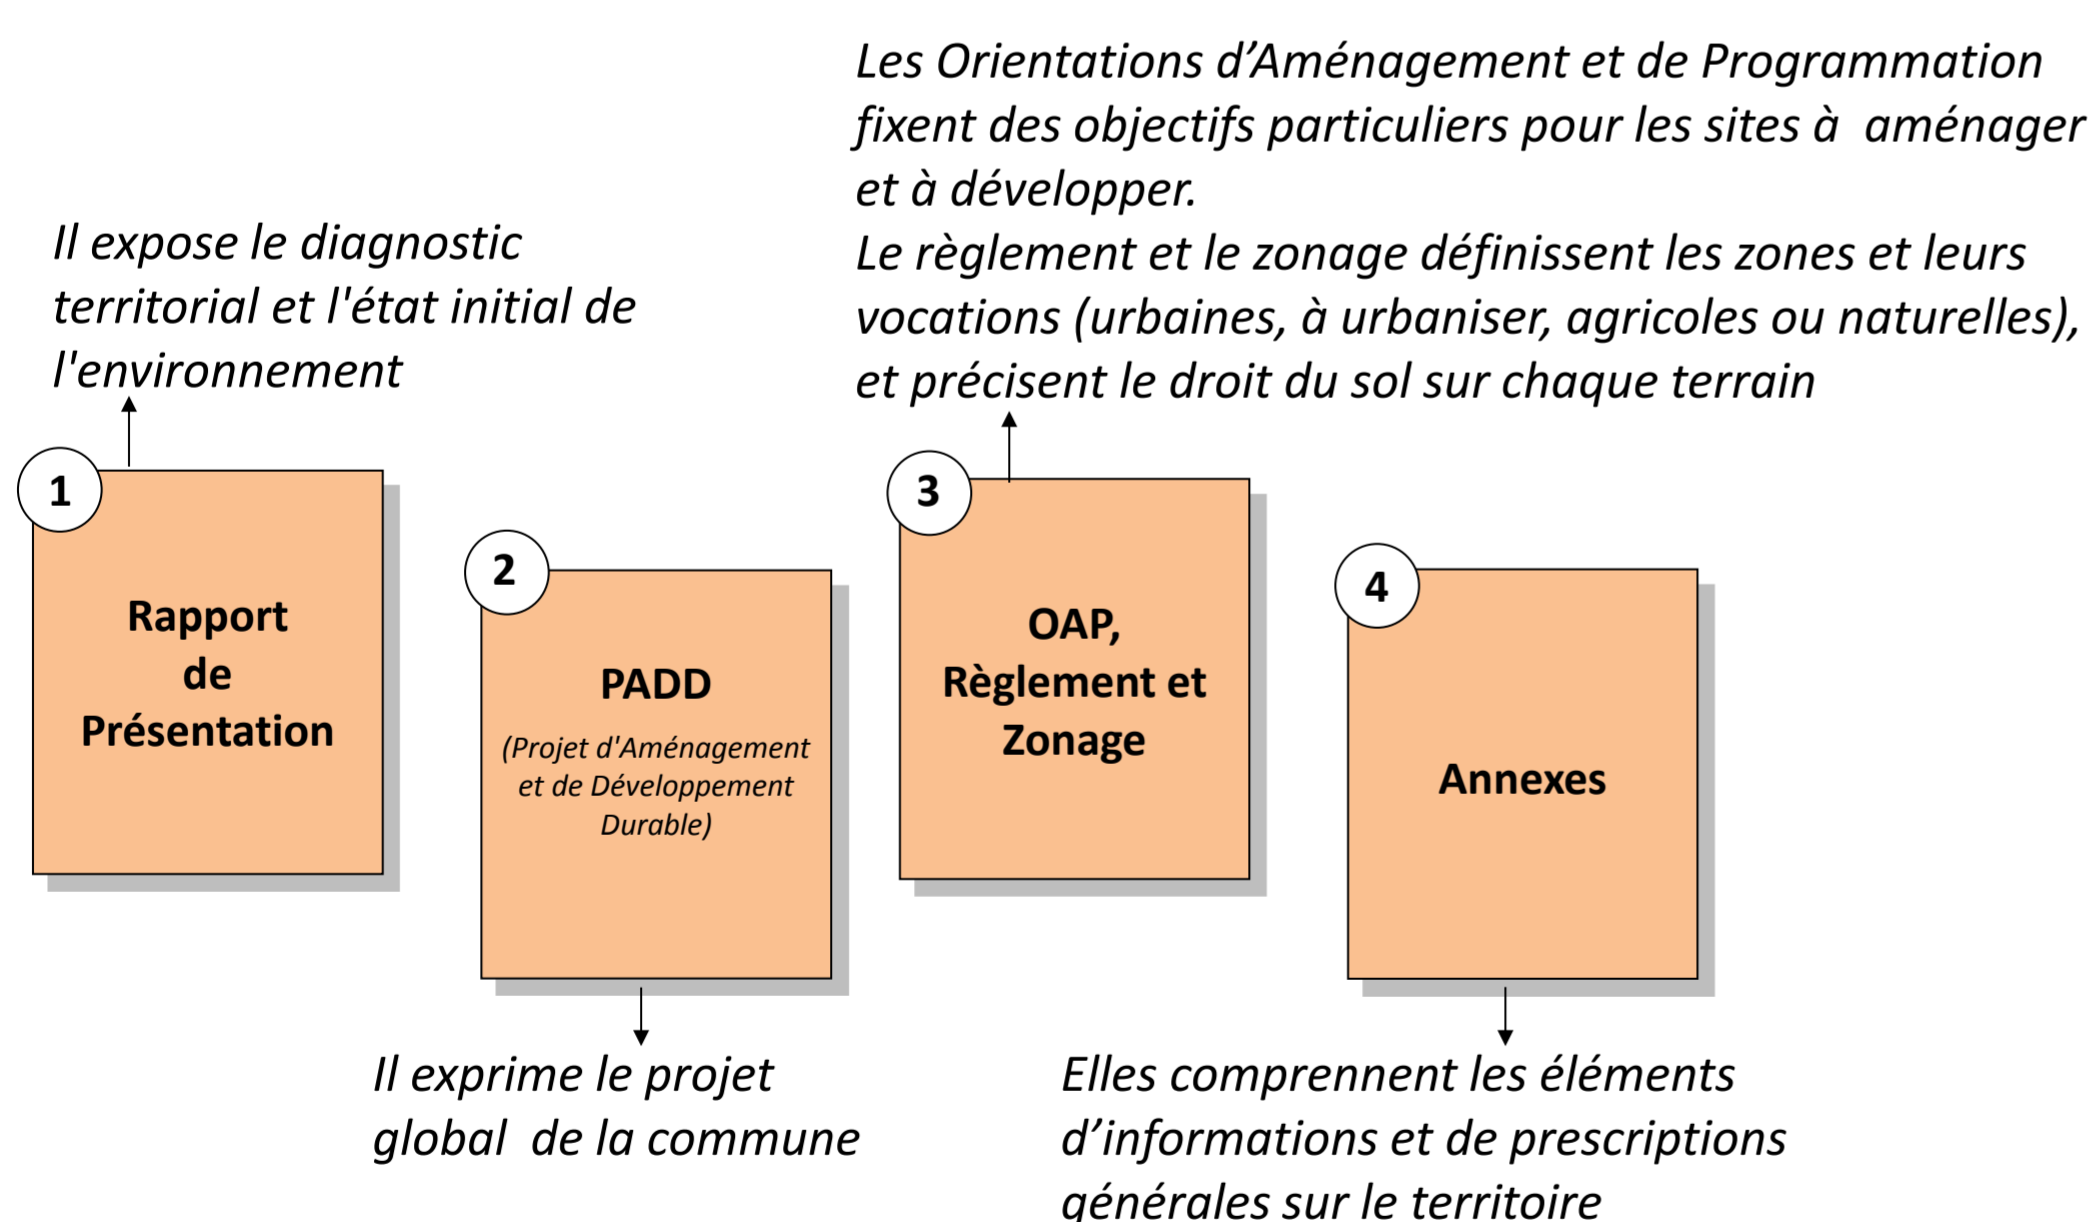 Les Orientations d’Aménagement et de Programmation
fixent des objectifs particuliers pour les sites à  aménager
et à développer.
Le règlement et le zonage définissent les zones et leurs
vocations (urbaines, à urbaniser, agricoles ou naturelles),
et précisent le droit du sol sur chaque terrain
Il expose le diagnostic
territorial et l'état initial de
l'environnement
1
Rapport
de
Présentation
2
PADD
(Projet d'Aménagement
et de Développement
Durable)
3
OAP,
Règlement et
Zonage
4
Annexes
Il exprime le projet
global  de la commune
Elles comprennent les éléments
d’informations et de prescriptions
générales sur le territoire